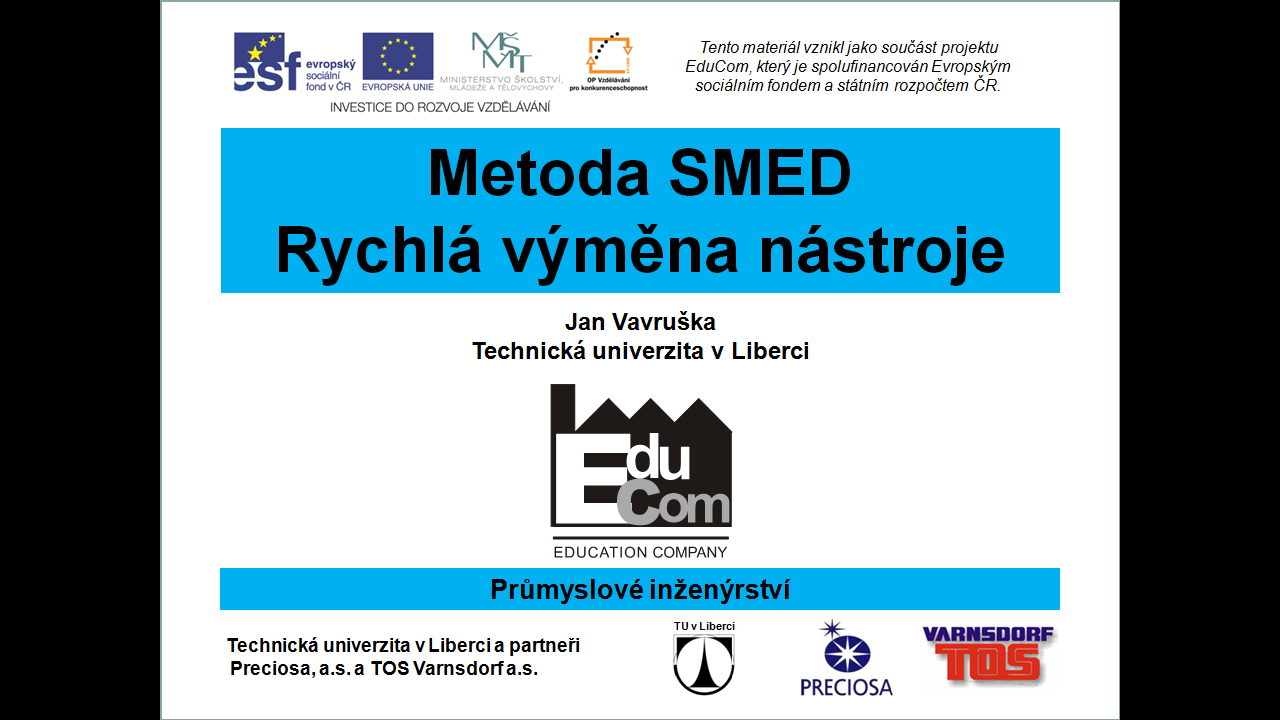 esf evropský
sociální
fond v ČR
EVROPSKÁ UNIE
MŠMT
MINISTERSTVO ŠKOLSTVÍ,
MLÁDEŽE A TĚLOVÝCHOVY
OP Vzdělávání
pro konkurenceschopnost
INVESTICE DO ROZVOJE VZDĚLÁVÁNÍ
Tento materiál vznikl jako součást projektu
EduCom, který je spolufinancován Evropským
sociálním fondem a státním rozpočtem ČR.
Metoda SMED
Rychlá výměna nástroje
Jan Vavruška
Technická univerzita v Liberci
Edu
Com
EDUCATION COMPANY
Průmyslové inženýrství
Technická univerzita v Liberci a partneři
Preciosa, a.s. a TOS Varnsdorf a.s.
TU v Liberci
PRECIOSA
VARNSDORF
TOS